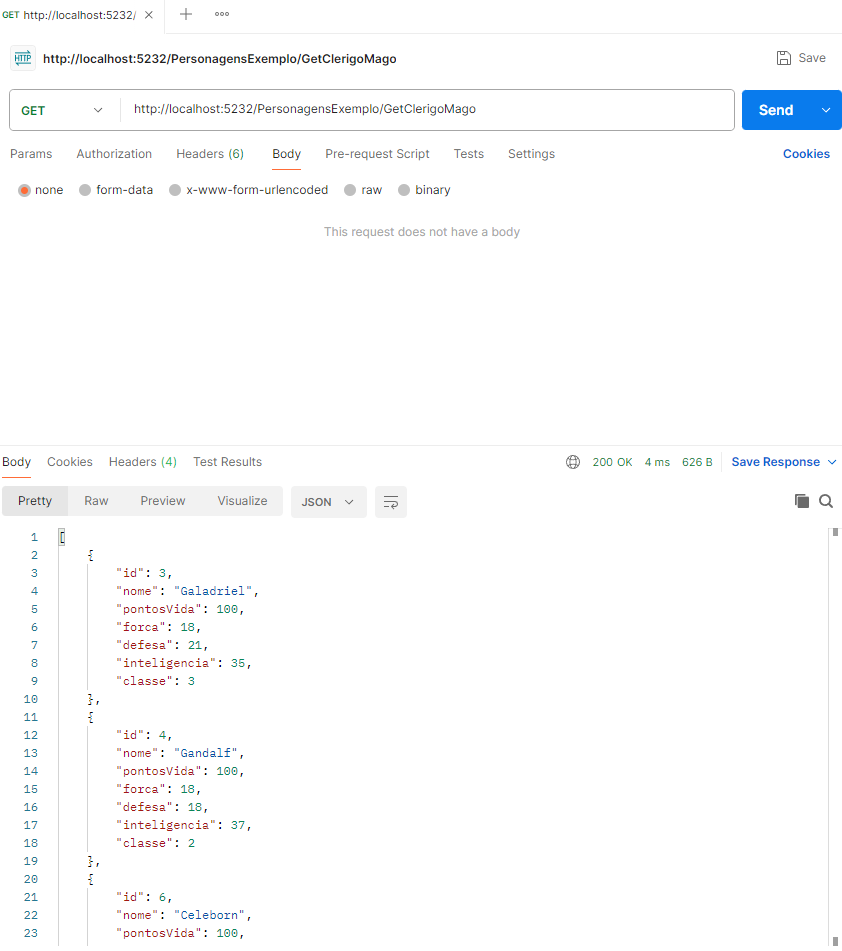 GET http://localhost:5232/
HTTP http://localhost:5232/PersonagensExemplo/GetClerigoMago Save
GET http://localhost:5232/PersonagensExemplo/GetClerigoMago Send
Params Authorization Headers (6) Body Pre-request Script Tests Settings Cookies
none form-data x-www-form-urlencoded raw binary
This request does not have a body
Body Cookies Headers (4) Test Results 200 OK 4 ms 626 B Save Response
Pretty Raw Preview Visualize JSON
1 [
2 {
3 "id": 3,
4 "nome": "Galadriel",
5 "pontosVida": 100,
6 "forca": 18,
7 "defesa": 21,
8 "inteligencia": 35,
9 "classe": 3
10 },
11 {
12 "id": 4,
13 "nome": "Gandalf",
14 "pontosVida": 100,
15 "forca": 18,
16 "defesa": 18,
17 "inteligencia": 37,
18 "classe": 2
19 },
20 {
21 "id": 6,
22 "nome": "Celeborn",
23 "pontosVida": 100,